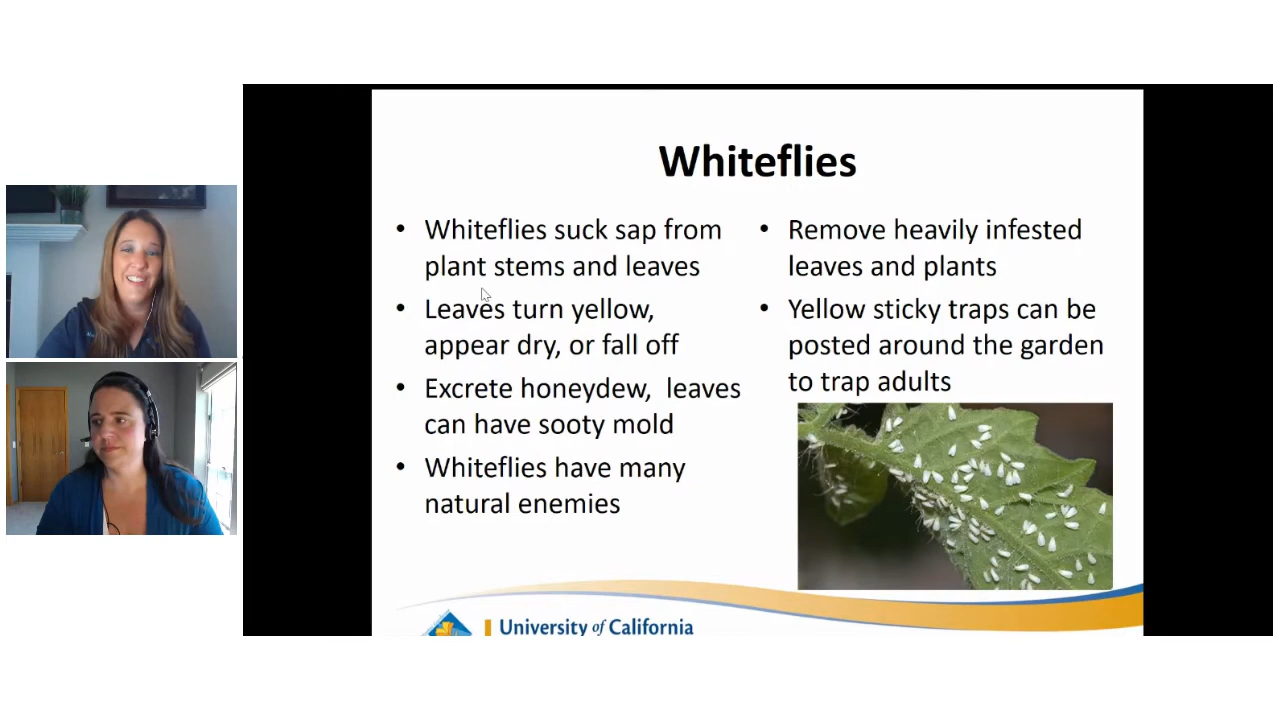 Whiteflies
• Whiteflies suck sap from
plant stems and leaves
• Leaves turn yellow,
appear dry, or fall off
• Excrete honeydew,  leaves
can have sooty mold
• Whiteflies have many
natural enemies
• Remove heavily infested
leaves and plants
• Yellow sticky traps can be
posted around the garden
to trap adults
University of California